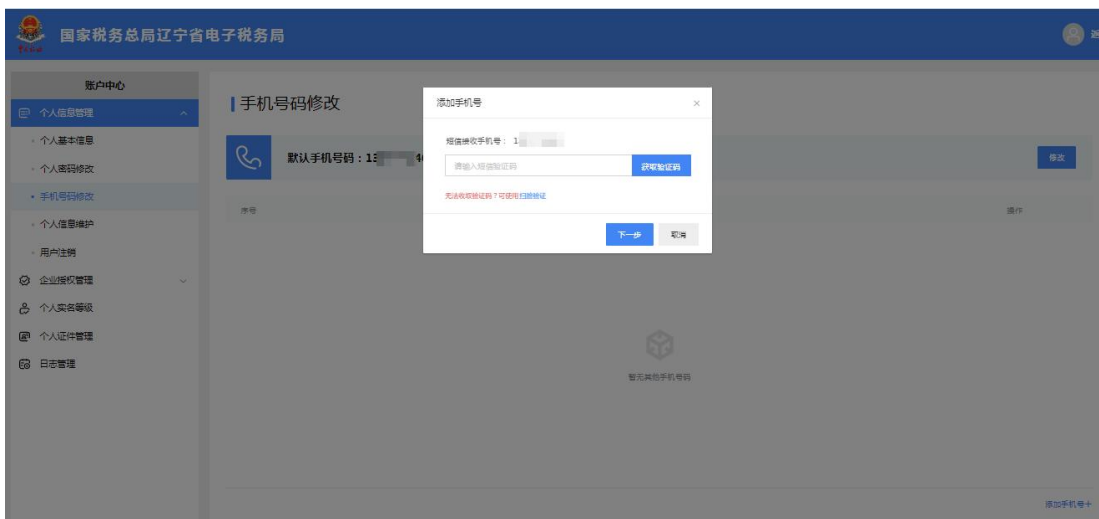 国家税务总局辽宁省电子税务局
账户中心
个人信息管理
个人基本信息
个人密码修改
手机号码修改
个人信息维护
用户注销
企业授权管理
个人实名等级
个人证件管理
日志管理
手机号码修改
默认手机号码：13
修改
序号
操作
添加手机号
×
短信接收手机号： 1
请输入短信验证码
获取验证码
无法收取验证码？可使用扫脸验证
下一步
取消
暂无其他手机号码
添加手机号+